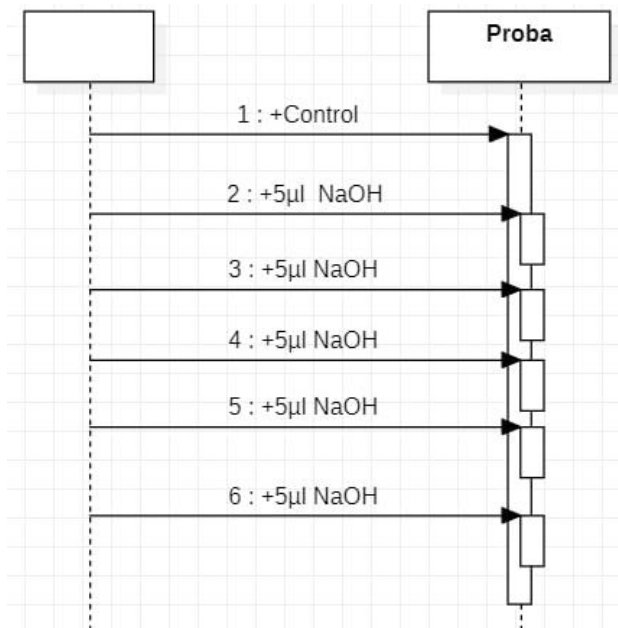 Proba
1 : +Control
2 : +5µl  NaOH
3 : +5µl NaOH
4 : +5µl NaOH
5 : +5µl NaOH
6 : +5µl NaOH